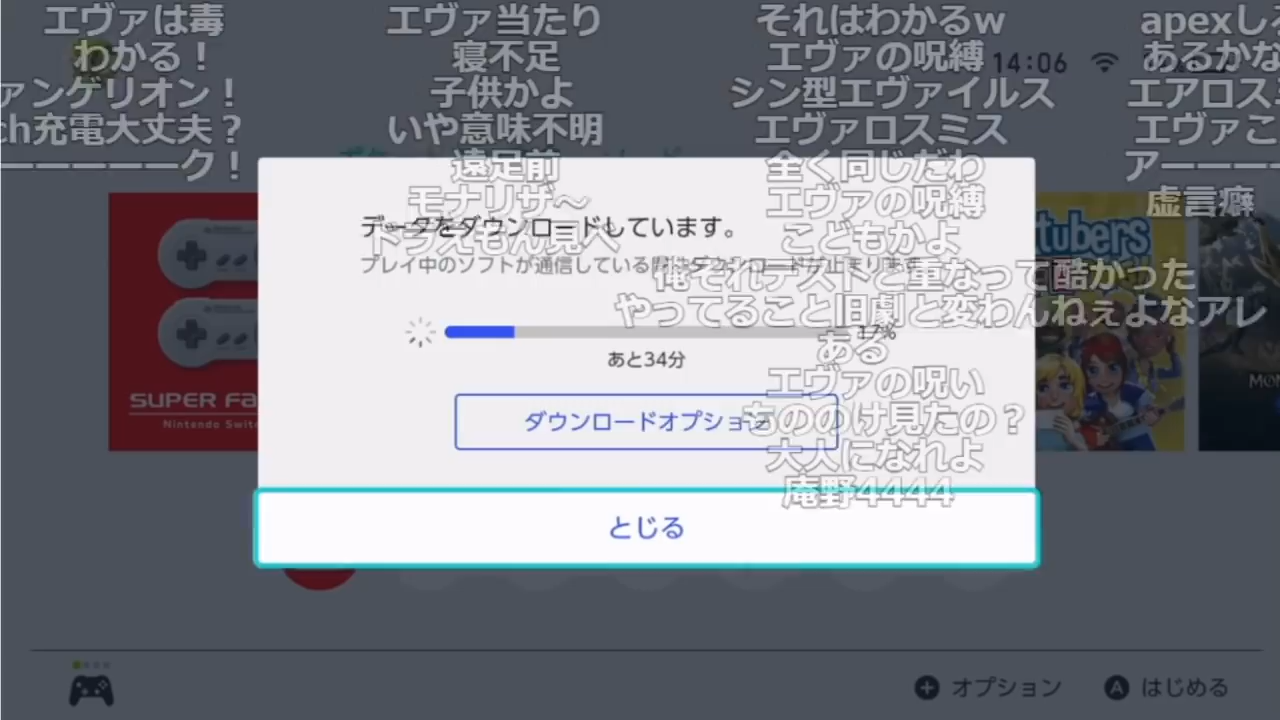 エヴァは毒
エヴァ当たり
それはわかるw
apexしろ
わかる！
寝不足
エヴァの呪縛
14:06
あるかな
ァンゲリオン！
子供かよ
シン型エヴァイルス
エアロス
ch充電大丈夫？
いや意味不明
エヴァロスミス
エヴァこ
ーーーーーーク！
遠足前
全く同じだわ
アーーーー
モナリザ～
エヴァの呪縛
虚言癖
データをダウンロードしています。
ドラえもん見へ
こどもかよ
tubers
プレイ中のソフトが通信している間はダウンロードが止まります。
俺それテストと重なって酷かった
やってること旧劇と変わんねぇよなアレ
17%
ある
あと34分
エヴァの呪い
ダウンロードオプション
もののけ見たの？
SUPER FA
Nintendo Switc
MON
大人になれよ
庵野4444
とじる
オプション
A はじめる